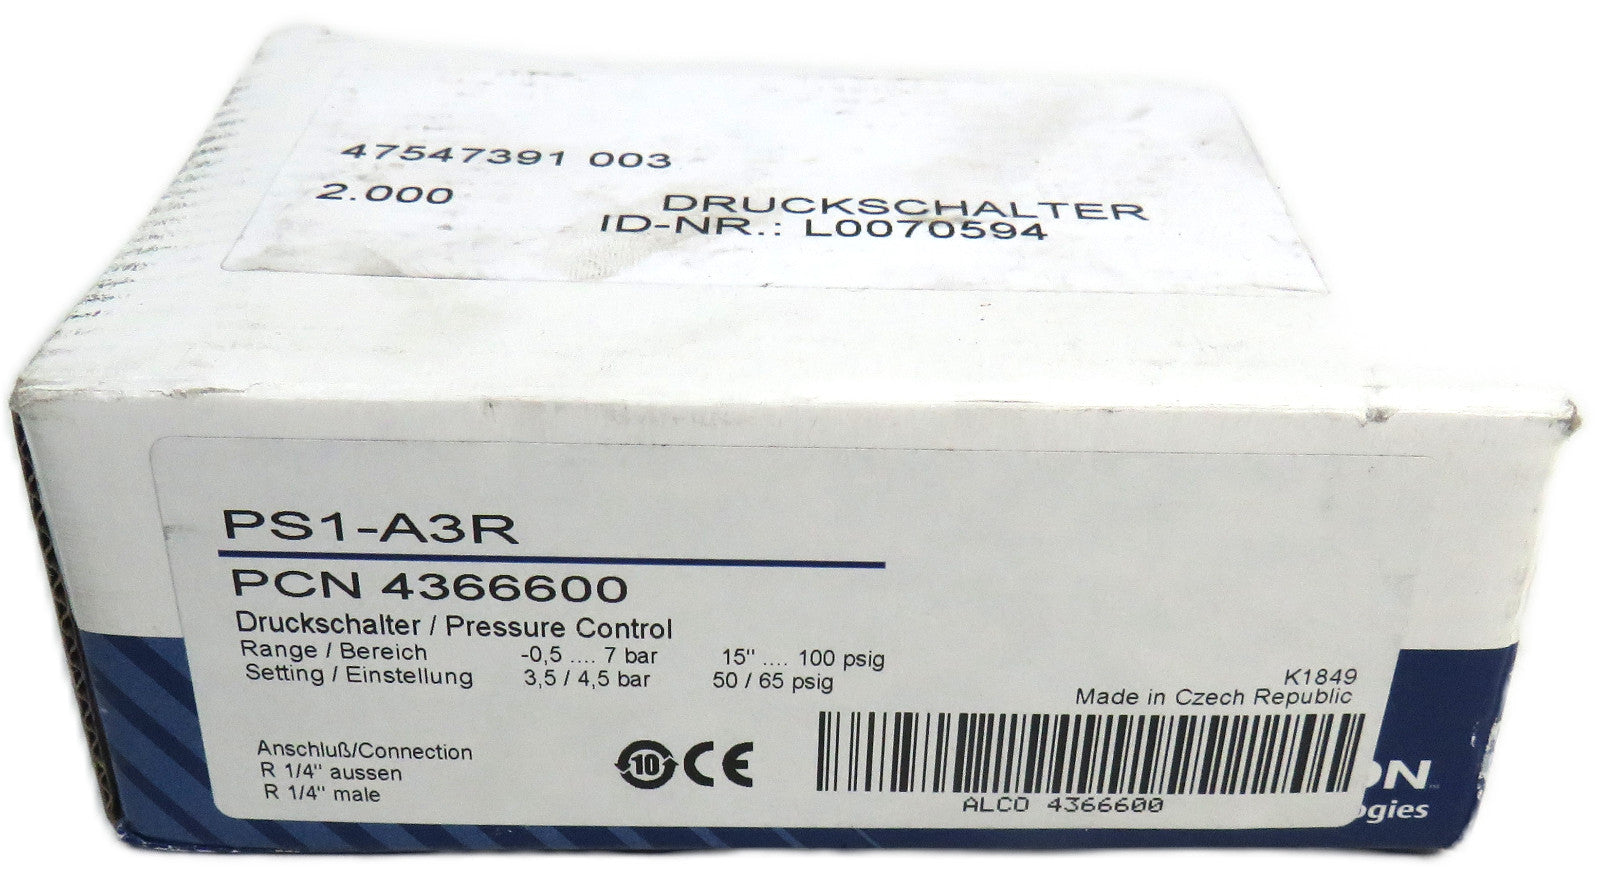 47547391 003
2.000 DRUCKSCHALTER
ID-NR.: L0070594
PS1-A3R
PCN 4366600
Druckschalter / Pressure Control
Range / Bereich -0,5 .... 7 bar 15" .... 100 psig
Setting / Einstellung 3,5 / 4,5 bar 50 / 65 psig
K1849
Made in Czech Republic
Anschluß/Connection
R 1/4" aussen
R 1/4" male
10 CE
ALCO 4366600